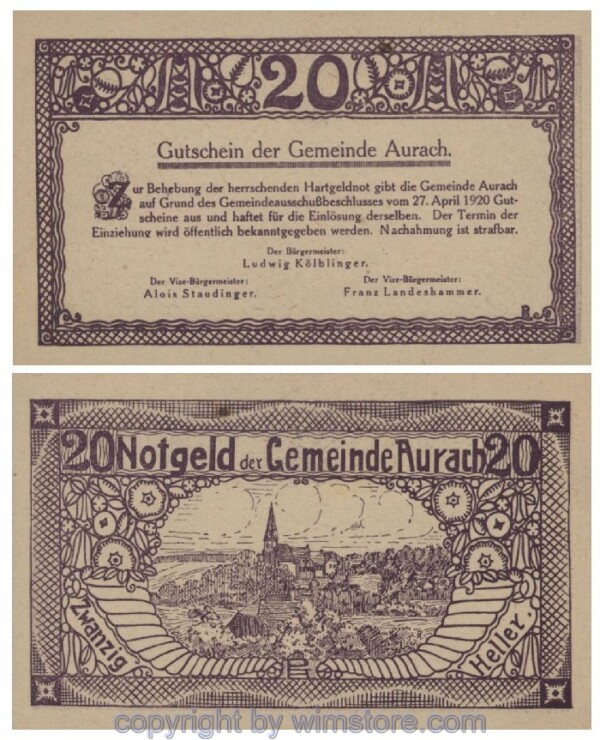 20
Gutschein der Gemeinde Aurach.
Zur Behebung der herrschenden Hartgeldnot gibt die Gemeinde Aurach
auf Grund des Gemeindeausschußbeschlusses vom 27. April 1920 Gut-
scheine aus und haftet für die Einlösung derselben. Der Termin der
Einziehung wird öffentlich bekanntgegeben werden. Nachahmung ist strafbar.
Der Bürgermeister:
Ludwig Kölblinger.
Der Vize-Bürgermeister: Der Vize-Bürgermeister:
Alois Staudinger. Franz Landeshammer.
20 Notgeld der Gemeinde Aurach 20
Zwanzig Heller.
copyright by wimstore.com